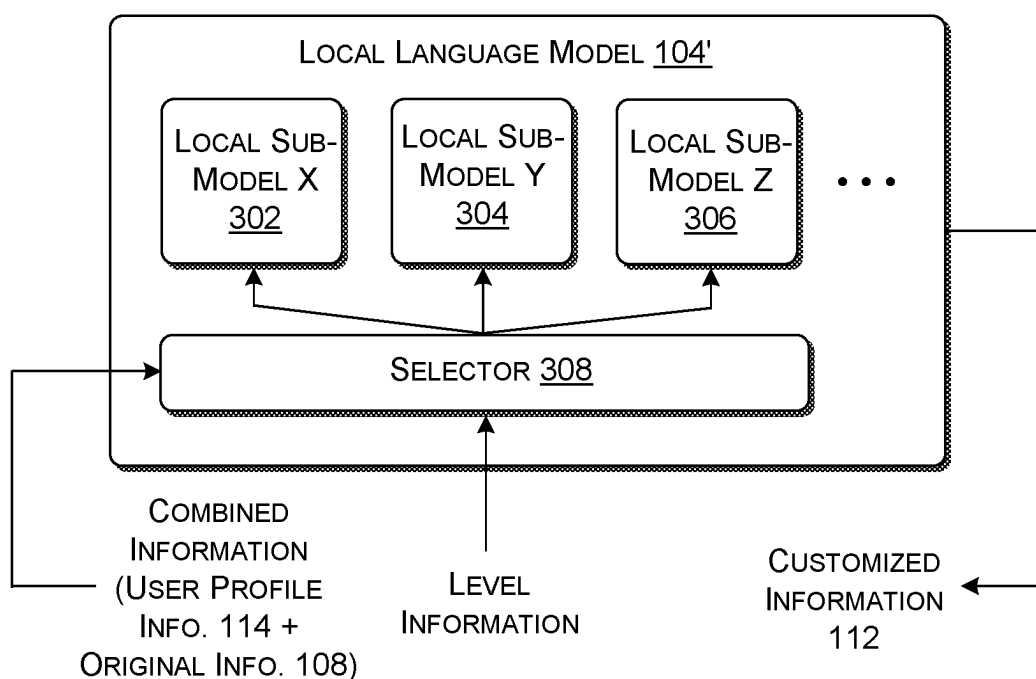 LOCAL LANGUAGE MODEL 104'
LOCAL SUB-
MODEL X
302
LOCAL SUB-
MODEL Y
304
LOCAL SUB-
MODEL Z
306
• • •
SELECTOR 308
COMBINED
INFORMATION
(USER PROFILE
INFO. 114 +
ORIGINAL INFO. 108)
LEVEL
INFORMATION
CUSTOMIZED
INFORMATION
112